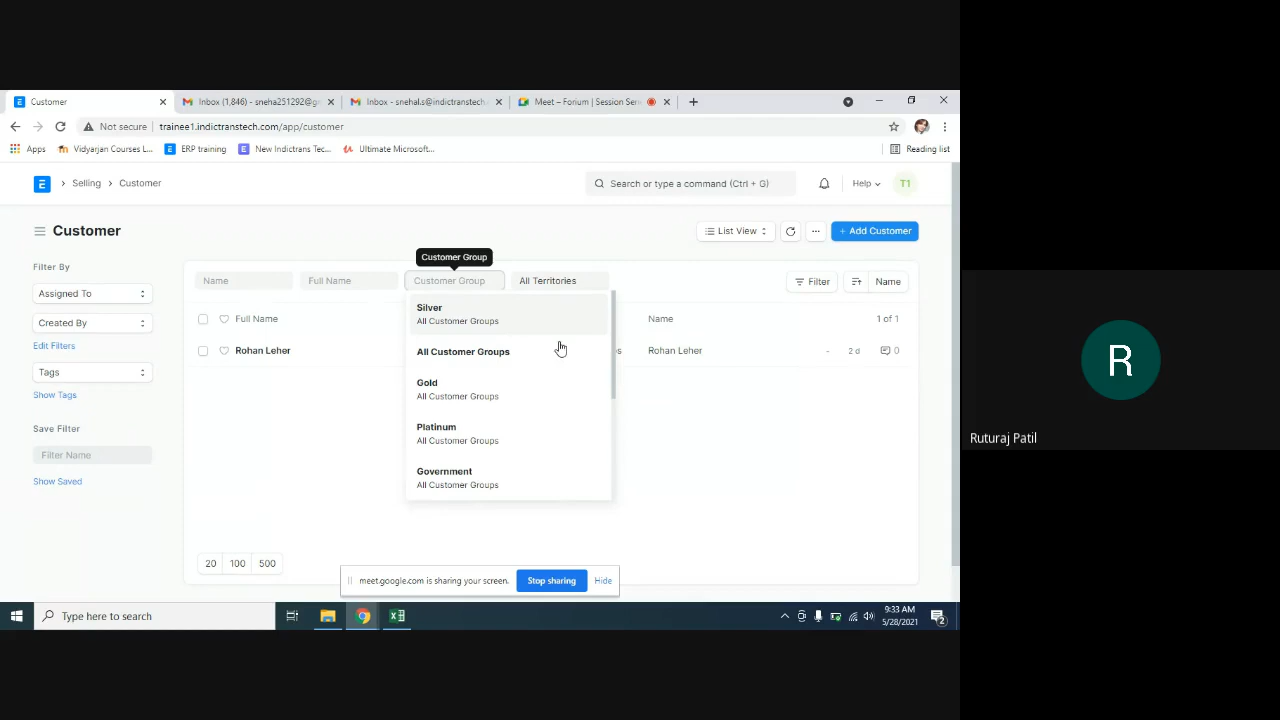 Customer
Inbox (1,846) - sneha251292@gr
Inbox - snehal.s@indictranstech.
Meet – Forium | Session Seri
Not secure
trainee1.indictranstech.com/app/customer
Apps
Vidyarjan Courses L...
ERP training
New Indictrans Tec...
Ultimate Microsoft...
Reading list
E
Selling
Customer
Search or type a command (Ctrl + G)
Help
T1
Customer
List View
...
+ Add Customer
Customer Group
Filter By
Assigned To
Created By
Edit Filters
Tags
Show Tags
Save Filter
Filter Name
Show Saved
Name
Full Name
Customer Group
All Territories
Filter
Name
Full Name
Name
1 of 1
Rohan Leher
s
Rohan Leher
-
2 d
0
Silver
All Customer Groups
All Customer Groups
Gold
All Customer Groups
Platinum
All Customer Groups
Government
All Customer Groups
20
100
500
meet.google.com is sharing your screen.
Stop sharing
Hide
Type here to search
9:33 AM
5/28/2021
2
R
Ruturaj Patil